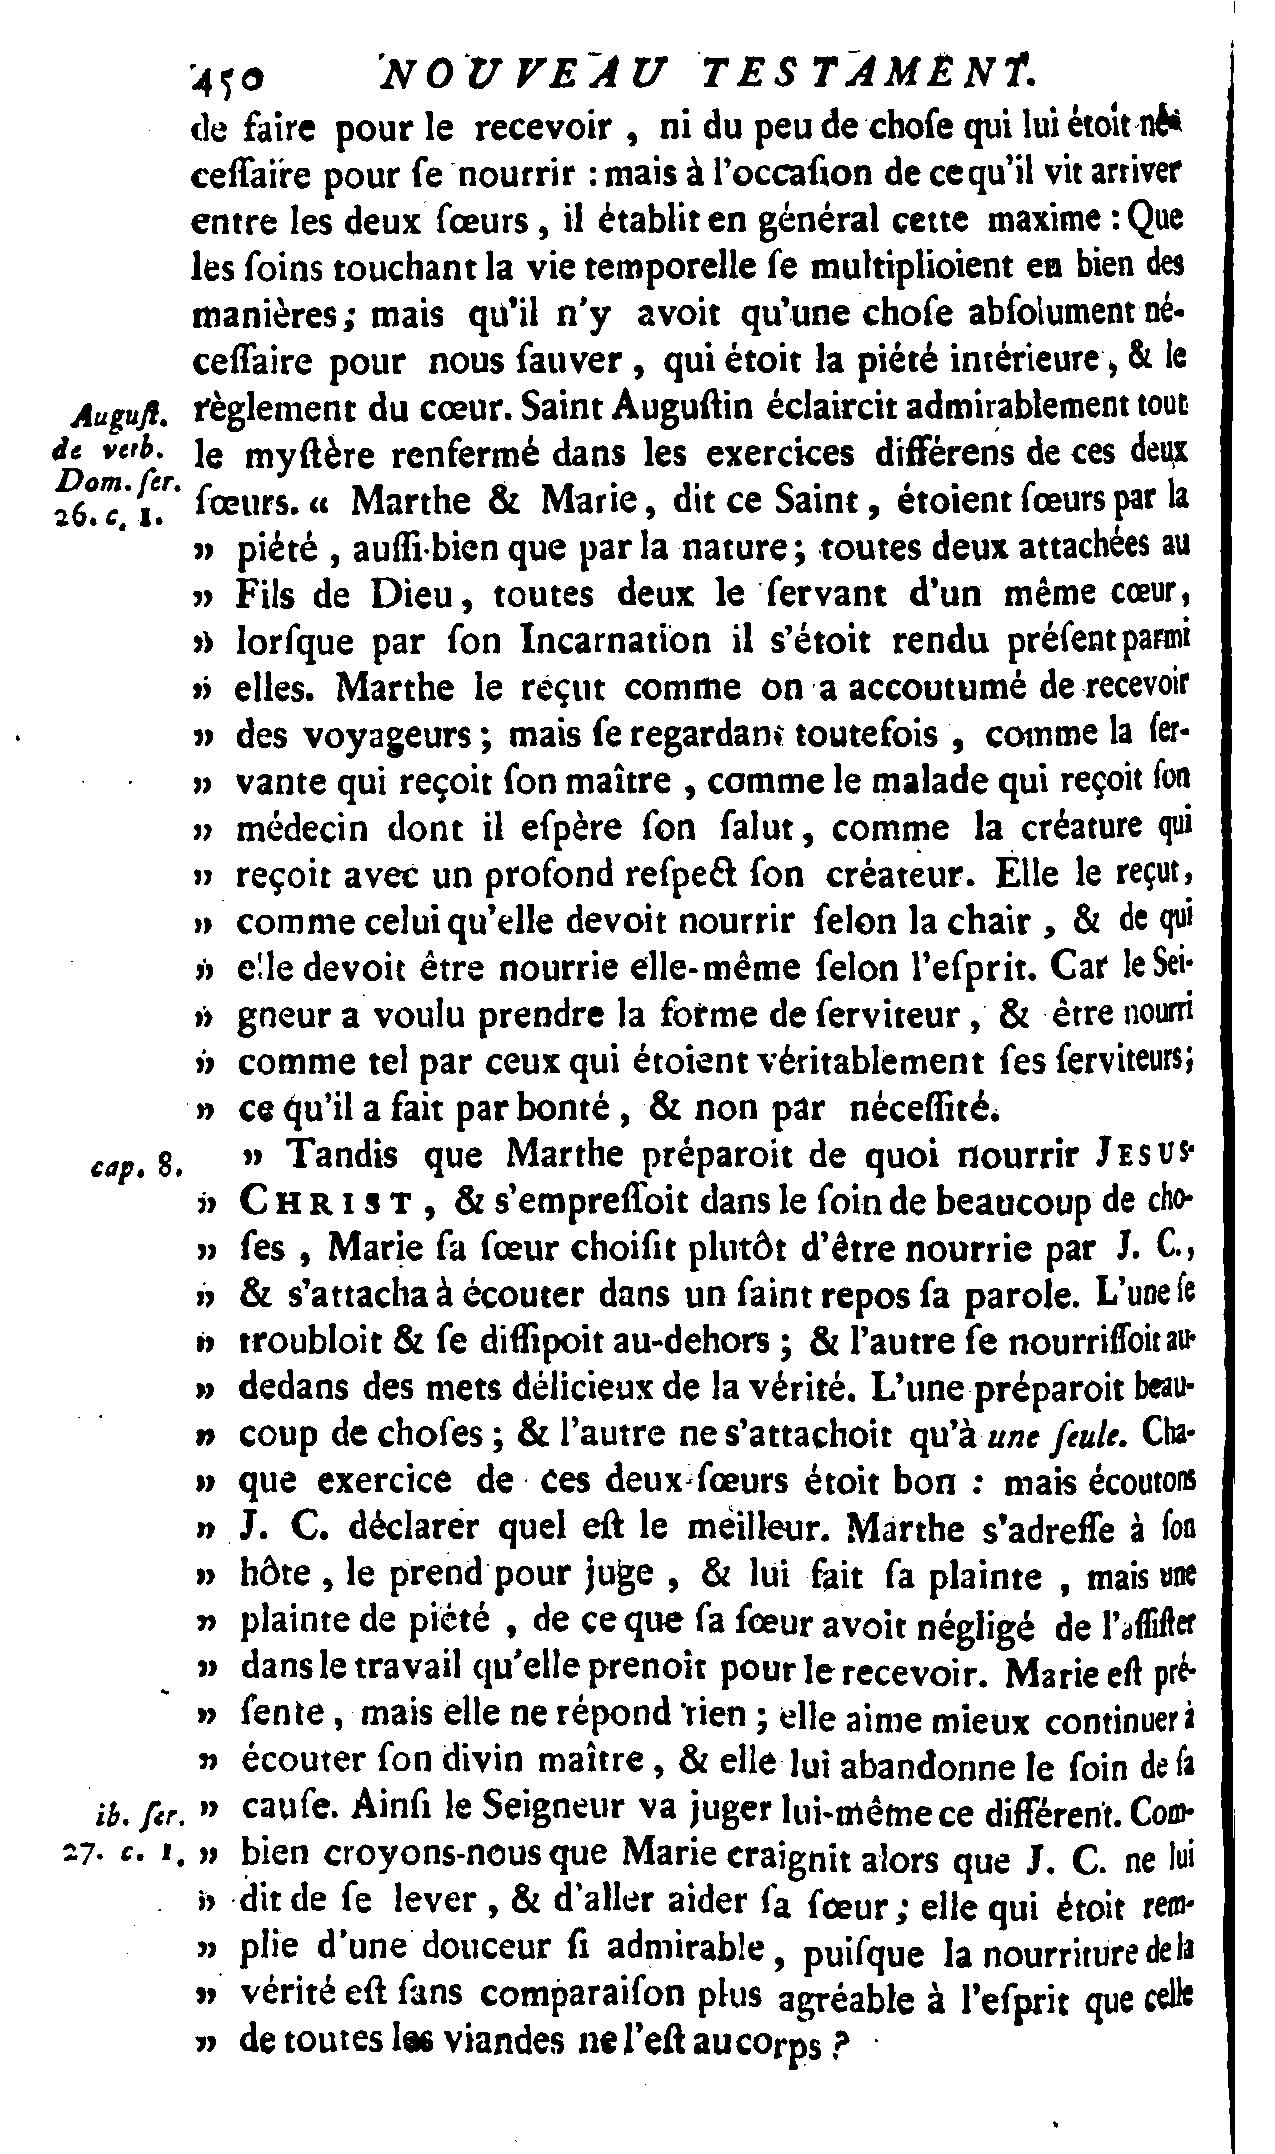 450 NOUVEAU TESTAMENT.
de faire pour le recevoir , ni du peu de choſe qui lui étoit né-
ceſſaire pour ſe nourrir : mais à l'occaſion de ce qu'il vit arriver
entre les deux ſœurs , il établit en général cette maxime : Que
les ſoins touchant la vie temporelle ſe multiplioient en bien des
manières ; mais qu'il n'y avoit qu'une choſe abſolument né-
ceſſaire pour nous ſauver , qui étoit la piété intérieure , & le
Auguſt. règlement du cœur. Saint Auguſtin éclaircit admirablement tout
de verb. le myſtère renfermé dans les exercices différens de ces deux
Dom. ſer. ſœurs. « Marthe & Marie , dit ce Saint , étoient ſœurs par la
26. c. 1.
» piété , auſſi-bien que par la nature ; toutes deux attachées au
» Fils de Dieu , toutes deux le ſervant d'un même cœur ,
» lorſque par ſon Incarnation il s'étoit rendu préſent parmi
» elles. Marthe le reçut comme on a accoutumé de recevoir
» des voyageurs ; mais ſe regardant toutefois , comme la ſer-
» vante qui reçoit ſon maître , comme le malade qui reçoit ſon
» médecin dont il eſpère ſon ſalut , comme la créature qui
» reçoit avec un profond reſpect ſon créateur. Elle le reçut ,
» comme celui qu'elle devoit nourrir ſelon la chair , & de qui
» elle devoit être nourrie elle-même ſelon l'eſprit. Car le Sei-
» gneur a voulu prendre la forme de ſerviteur , & être nourri
» comme tel par ceux qui étoient véritablement ſes ſerviteurs ;
» ce qu'il a fait par bonté , & non par néceſſité.
cap. 8. » Tandis que Marthe préparoit de quoi nourrir JESUS-
» CHRIST , & s'empreſſoit dans le ſoin de beaucoup de cho-
» ſes , Marie ſa ſœur choiſit plutôt d'être nourrie par J. C. ,
» & s'attacha à écouter dans un ſaint repos ſa parole. L'une ſe
» troubloit & ſe diſſipoit au-dehors ; & l'autre ſe nourriſſoit au-
» dedans des mets délicieux de la vérité. L'une préparoit beau-
» coup de choſes ; & l'autre ne s'attachoit qu'à une ſeule. Cha-
» que exercice de ces deux ſœurs étoit bon : mais écoutons
» J. C. déclarer quel eſt le meilleur. Marthe s'adreſſe à ſon
» hôte , le prend pour juge , & lui fait ſa plainte , mais une
» plainte de piété , de ce que ſa ſœur avoit négligé de l'aſſiſter
» dans le travail qu'elle prenoit pour le recevoir. Marie eſt pré-
» ſente , mais elle ne répond rien ; elle aime mieux continuer à
» écouter ſon divin maître , & elle lui abandonne le ſoin de ſa
ib. ſer. » cauſe. Ainſi le Seigneur va juger lui-même ce différent. Com-
27. c. 1. » bien croyons-nous que Marie craignit alors que J. C. ne lui
» dit de ſe lever , & d'aller aider ſa ſœur ; elle qui étoit rem-
» plie d'une douceur ſi admirable , puiſque la nourriture de la
» vérité eſt ſans comparaiſon plus agréable à l'eſprit que celle
» de toutes les viandes ne l'eſt au corps ?